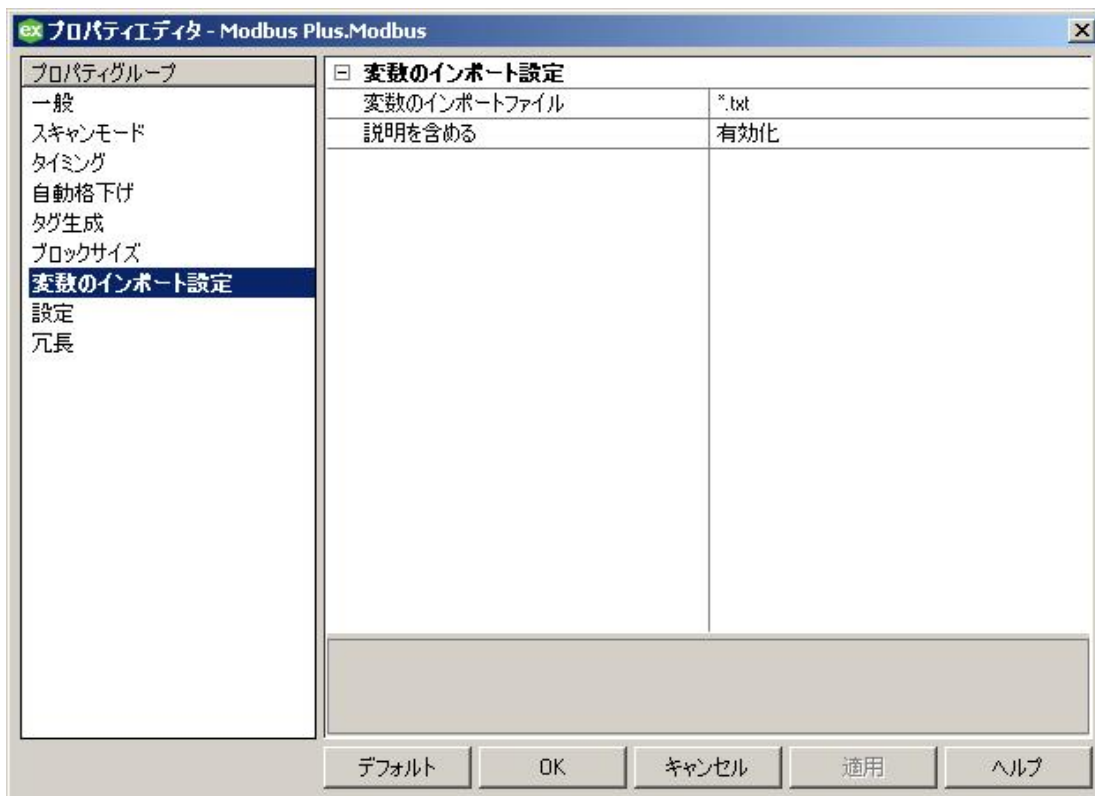 ex プロパティエディタ - Modbus Plus.Modbus
プロパティグループ
一般
スキャンモード
タイミング
自動格下げ
タグ生成
ブロックサイズ
変数のインポート設定
設定
冗長
変数のインポート設定
変数のインポートファイル *.txt
説明を含める 有効化
デフォルト OK キャンセル 適用 ヘルプ